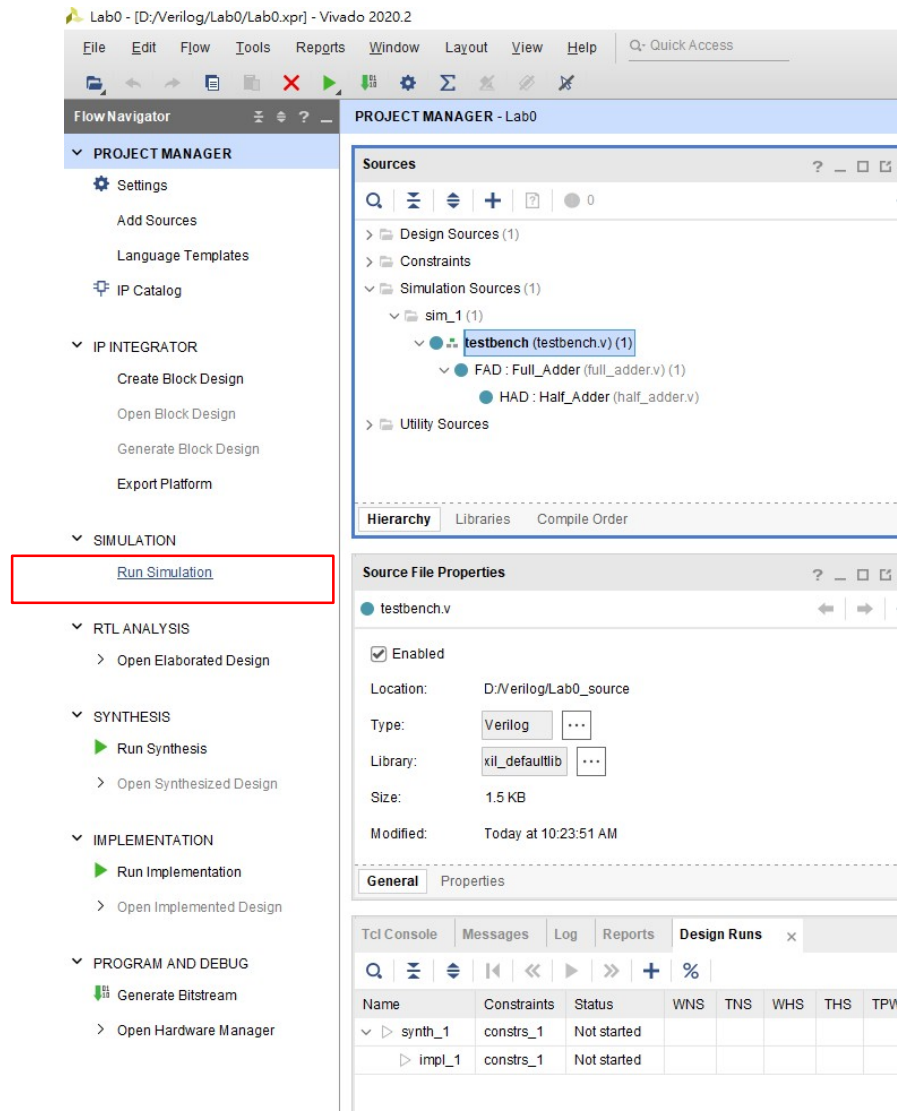 Lab0 - [D:/Verilog/Lab0/Lab0.xpr] - Vivado 2020.2
File Edit Flow Tools Reports Window Layout View Help Q- Quick Access
Flow Navigator
PROJECT MANAGER - Lab0
PROJECT MANAGER
Settings
Add Sources
Language Templates
IP Catalog
IP INTEGRATOR
Create Block Design
Open Block Design
Generate Block Design
Export Platform
SIMULATION
Run Simulation
RTL ANALYSIS
Open Elaborated Design
SYNTHESIS
Run Synthesis
Open Synthesized Design
IMPLEMENTATION
Run Implementation
Open Implemented Design
PROGRAM AND DEBUG
Generate Bitstream
Open Hardware Manager
Sources
0
Design Sources (1)
Constraints
Simulation Sources (1)
sim_1 (1)
testbench (testbench.v) (1)
FAD : Full_Adder (full_adder.v) (1)
HAD : Half_Adder (half_adder.v)
Utility Sources
Hierarchy Libraries Compile Order
Source File Properties
testbench.v
Enabled
Location: D:/Verilog/Lab0_source
Type: Verilog ...
Library: xil_defaultlib ...
Size: 1.5 KB
Modified: Today at 10:23:51 AM
General Properties
Tcl Console Messages Log Reports Design Runs
Name Constraints Status WNS TNS WHS THS TPW
synth_1 constrs_1 Not started
impl_1 constrs_1 Not started